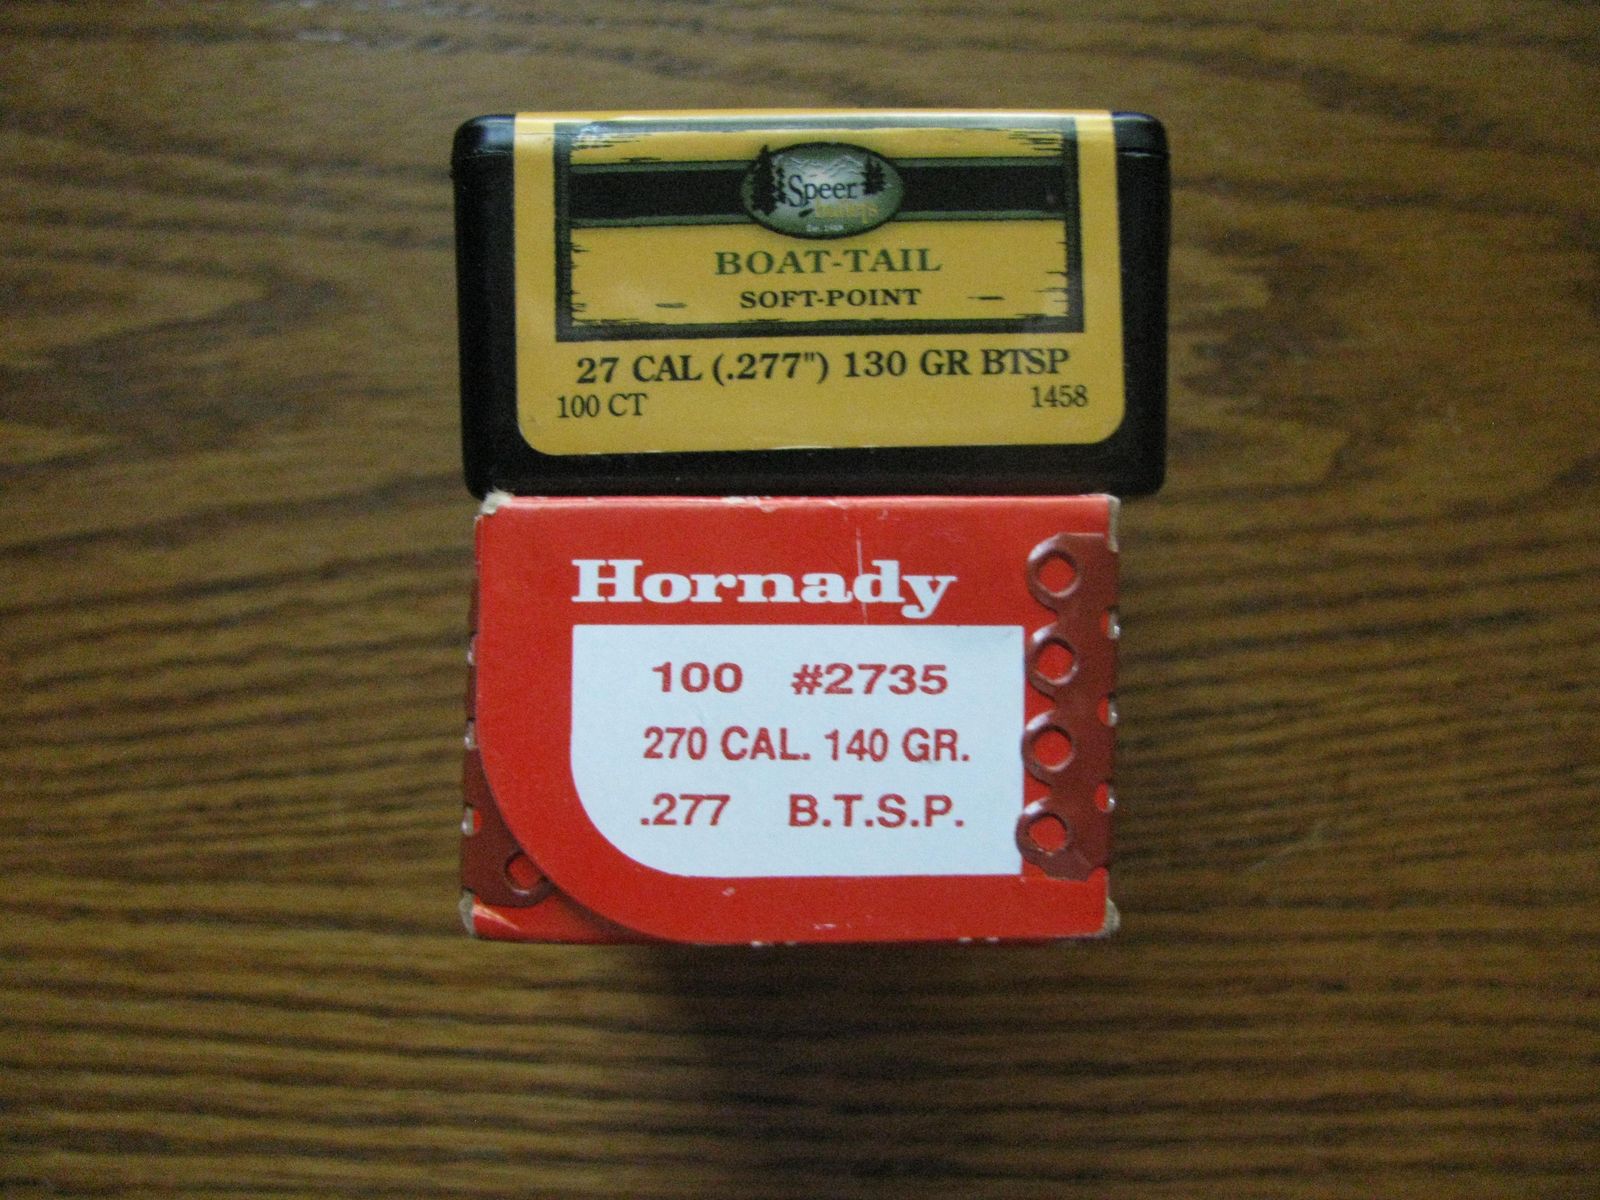 Speer
BOAT-TAIL
SOFT-POINT
27 CAL (.277") 130 GR BTSP
100 CT 1458
Hornady
100 #2735
270 CAL. 140 GR.
.277 B.T.S.P.